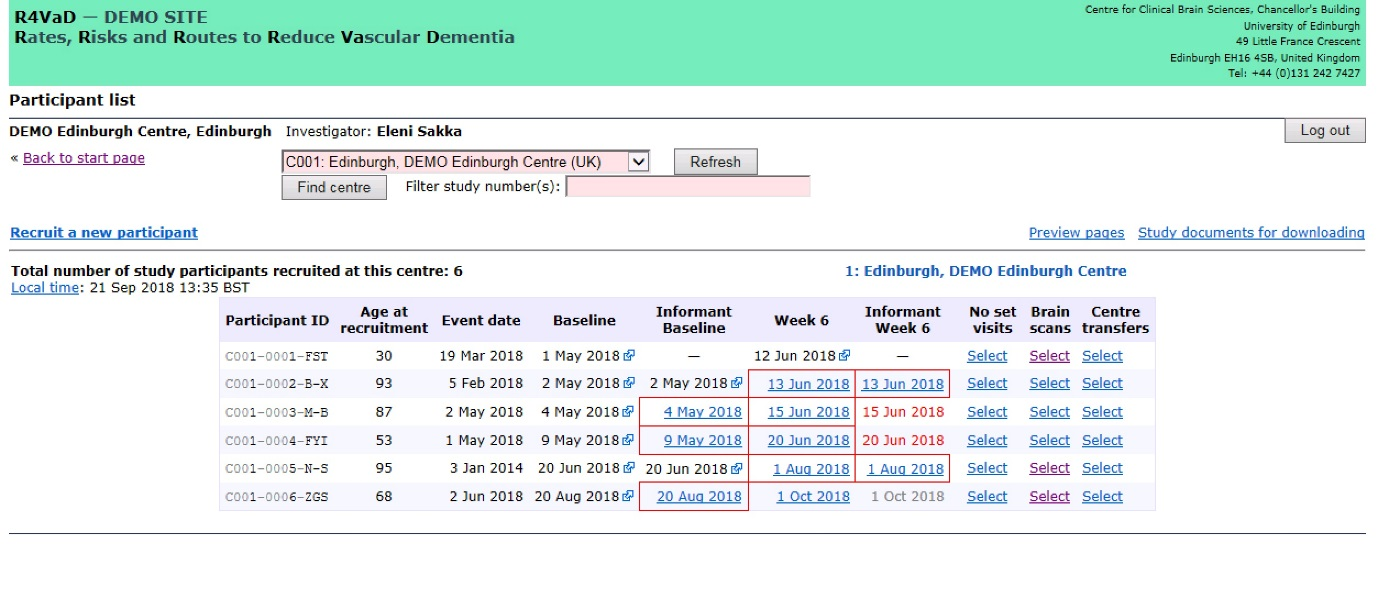 R4VaD — DEMO SITE
Rates, Risks and Routes to Reduce Vascular Dementia
Centre for Clinical Brain Sciences, Chancellor's Building
University of Edinburgh
49 Little France Crescent
Edinburgh EH16 4SB, United Kingdom
Tel: +44 (0)131 242 7427
Participant list
DEMO Edinburgh Centre, Edinburgh Investigator: Eleni Sakka Log out
« Back to start page C001: Edinburgh, DEMO Edinburgh Centre (UK) Refresh
Find centre Filter study number(s):
Recruit a new participant Preview pages Study documents for downloading
Total number of study participants recruited at this centre: 6 1: Edinburgh, DEMO Edinburgh Centre
Local time: 21 Sep 2018 13:35 BST
Participant ID Age at recruitment Event date Baseline Informant Baseline Week 6 Informant Week 6 No set visits Brain scans Centre transfers
C001-0001-FST 30 19 Mar 2018 1 May 2018 — 12 Jun 2018 — Select Select Select
C001-0002-B-X 93 5 Feb 2018 2 May 2018 2 May 2018 13 Jun 2018 13 Jun 2018 Select Select Select
C001-0003-M-B 87 2 May 2018 4 May 2018 4 May 2018 15 Jun 2018 15 Jun 2018 Select Select Select
C001-0004-FYI 53 1 May 2018 9 May 2018 9 May 2018 20 Jun 2018 20 Jun 2018 Select Select Select
C001-0005-N-S 95 3 Jan 2014 20 Jun 2018 20 Jun 2018 1 Aug 2018 1 Aug 2018 Select Select Select
C001-0006-ZGS 68 2 Jun 2018 20 Aug 2018 20 Aug 2018 1 Oct 2018 1 Oct 2018 Select Select Select